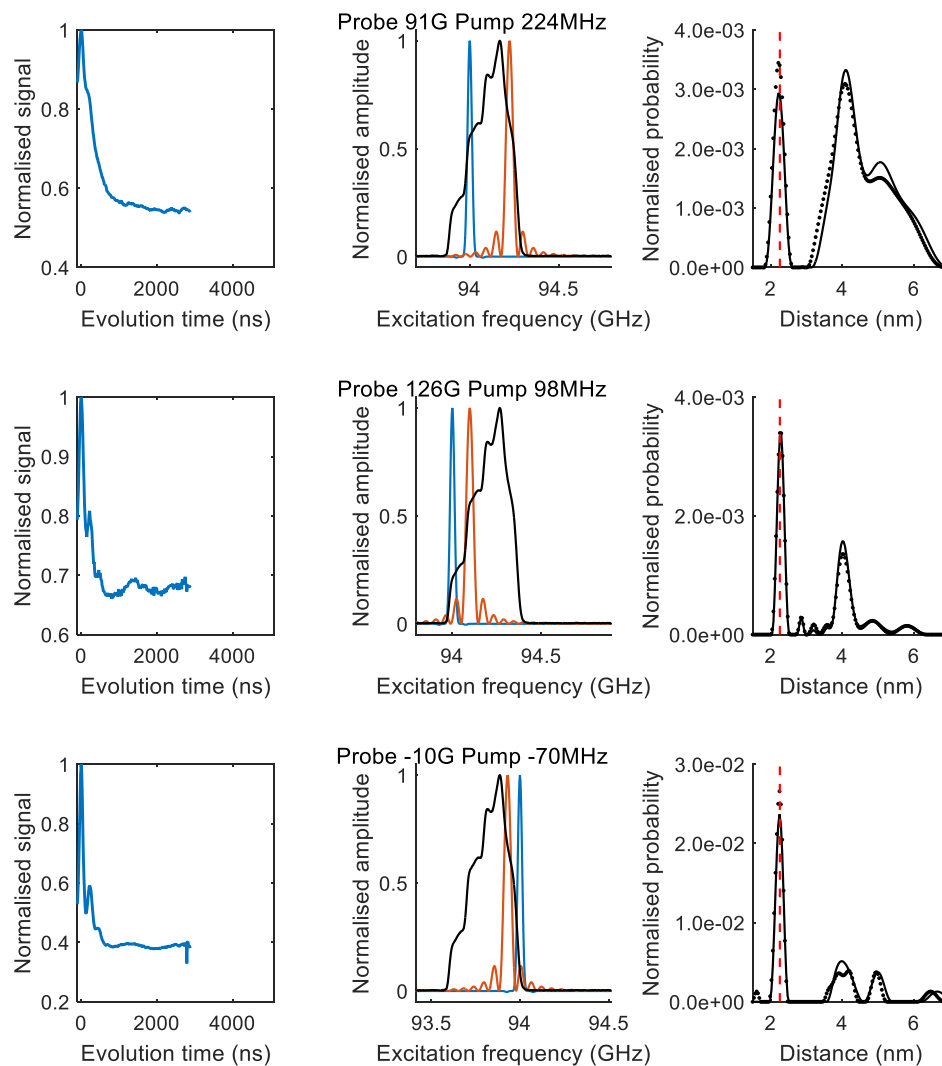 Probe 91G Pump 224MHz
Normalised signal
1
0.8
0.6
0.4
0 2000 4000
Evolution time (ns)
Normalised amplitude
1
0.5
0
94 94.5
Excitation frequency (GHz)
Normalised probability
4.0e-03
3.0e-03
2.0e-03
1.0e-03
0.0e+00
2 4 6
Distance (nm)
Probe 126G Pump 98MHz
Normalised signal
1
0.9
0.8
0.7
0.6
0 2000 4000
Evolution time (ns)
Normalised amplitude
1
0.5
0
94 94.5
Excitation frequency (GHz)
Normalised probability
4.0e-03
2.0e-03
0.0e+00
2 4 6
Distance (nm)
Probe -10G Pump -70MHz
Normalised signal
1
0.8
0.6
0.4
0.2
0 2000 4000
Evolution time (ns)
Normalised amplitude
1
0.5
0
93.5 94 94.5
Excitation frequency (GHz)
Normalised probability
3.0e-02
2.0e-02
1.0e-02
0.0e+00
2 4 6
Distance (nm)